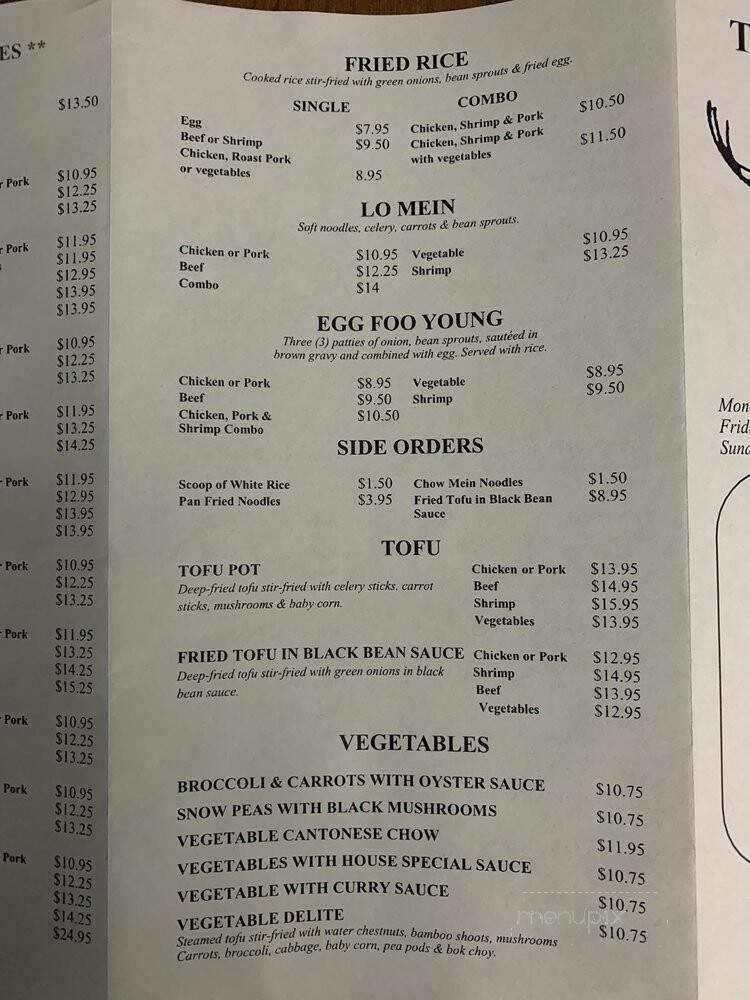 ES **
$13.50
r Pork $10.95
$12.25
$13.25
r Pork $11.95
$11.95
$12.95
$13.95
$13.95
r Pork $10.95
$12.25
$13.25
r Pork $11.95
$13.25
$14.25
r Pork $11.95
$12.95
$13.95
$13.95
r Pork $10.95
$12.25
$13.25
r Pork $11.95
$13.25
$14.25
$15.25
Pork $10.95
$12.25
$13.25
Pork $10.95
$12.25
$13.25
Pork $10.95
$12.25
$13.25
$14.25
$24.95
FRIED RICE
Cooked rice stir-fried with green onions, bean sprouts & fried egg.
SINGLE COMBO
Egg $7.95 Chicken, Shrimp & Pork $10.50
Beef or Shrimp $9.50 Chicken, Shrimp & Pork $11.50
Chicken, Roast Pork with vegetables
or vegetables 8.95
LO MEIN
Soft noodles, celery, carrots & bean sprouts.
Chicken or Pork $10.95 Vegetable $10.95
Beef $12.25 Shrimp $13.25
Combo $14
EGG FOO YOUNG
Three (3) patties of onion, bean sprouts, sautéed in
brown gravy and combined with egg. Served with rice.
Chicken or Pork $8.95 Vegetable $8.95
Beef $9.50 Shrimp $9.50
Chicken, Pork & $10.50
Shrimp Combo
SIDE ORDERS
Scoop of White Rice $1.50 Chow Mein Noodles $1.50
Pan Fried Noodles $3.95 Fried Tofu in Black Bean $8.95
Sauce
TOFU
TOFU POT Chicken or Pork $13.95
Deep-fried tofu stir-fried with celery sticks, carrot Beef $14.95
sticks, mushrooms & baby corn. Shrimp $15.95
Vegetables $13.95
FRIED TOFU IN BLACK BEAN SAUCE Chicken or Pork $12.95
Deep-fried tofu stir-fried with green onions in black Shrimp $14.95
bean sauce. Beef $13.95
Vegetables $12.95
VEGETABLES
BROCCOLI & CARROTS WITH OYSTER SAUCE $10.75
SNOW PEAS WITH BLACK MUSHROOMS $10.75
VEGETABLE CANTONESE CHOW $11.95
VEGETABLES WITH HOUSE SPECIAL SAUCE $10.75
VEGETABLE WITH CURRY SAUCE $10.75
VEGETABLE DELITE $10.75
Steamed tofu stir-fried with water chestnuts, bamboo shoots, mushrooms
Carrots, broccoli, cabbage, baby corn, pea pods & bok choy.
menupix
T
Mon
Frid
Sund